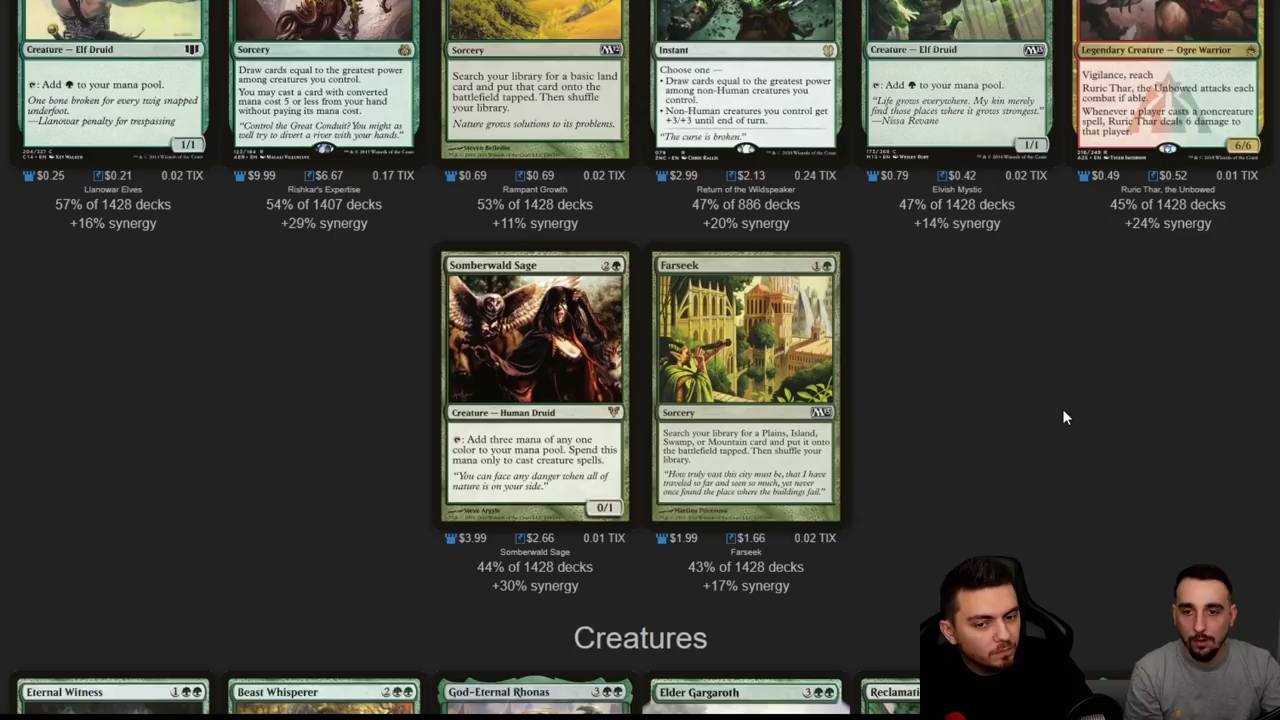 Creature — Elf Druid
: Add to your mana pool.
One bone broken for every twig snapped
underfoot.
—Llanowar penalty for trespassing
1/1
$0.25 $0.21 0.02 TIX
Llanowar Elves
57% of 1428 decks
+16% synergy
Sorcery
Draw cards equal to the greatest power
among creatures you control.
You may cast a card with converted
mana cost 5 or less from your hand
without paying its mana cost.
"Control the Great Conduit? You might as
well try to divert a river with your hands."
$9.99 $6.67 0.17 TIX
Rishkar's Expertise
54% of 1407 decks
+29% synergy
Sorcery
Search your library for a basic land
card and put that card onto the
battlefield tapped. Then shuffle
your library.
Nature grows solutions to its problems.
$0.69 $0.69 0.02 TIX
Rampant Growth
53% of 1428 decks
+11% synergy
Instant
Choose one —
• Draw cards equal to the greatest power
among non-Human creatures you
control.
• Non-Human creatures you control get
+3/+3 until end of turn.
"The curse is broken."
$2.99 $2.13 0.24 TIX
Return of the Wildspeaker
47% of 886 decks
+20% synergy
Creature — Elf Druid
: Add to your mana pool.
"Life grows everywhere. My kin merely
find those places where it grows strongest."
—Nissa Revane
1/1
$0.79 $0.42 0.02 TIX
Elvish Mystic
47% of 1428 decks
+14% synergy
Legendary Creature — Ogre Warrior
Vigilance, reach
Ruric Thar, the Unbowed attacks each
combat if able.
Whenever a player casts a noncreature
spell, Ruric Thar deals 6 damage to
that player.
6/6
$0.49 $0.52 0.01 TIX
Ruric Thar, the Unbowed
45% of 1428 decks
+24% synergy
Somberwald Sage 2
Creature — Human Druid
: Add three mana of any one
color to your mana pool. Spend this
mana only to cast creature spells.
"You can face any danger when all of
nature is on your side."
Steve Argyle
0/1
$3.99 $2.66 0.01 TIX
Somberwald Sage
44% of 1428 decks
+30% synergy
Farseek 1
Sorcery
Search your library for a Plains, Island,
Swamp, or Mountain card and put it onto
the battlefield tapped. Then shuffle your
library.
"How truly vast this city must be, that I have
traveled so far and seen so much, yet never
once found the place where the buildings fail."
$1.99 $1.66 0.02 TIX
Farseek
43% of 1428 decks
+17% synergy
Creatures
Eternal Witness 1
Beast Whisperer 2
God-Eternal Rhonas 3
Elder Gargaroth 3